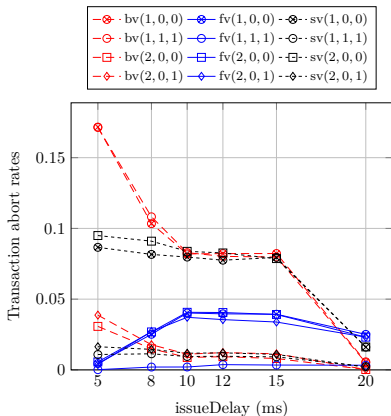 bv(1,0,0) fv(1,0,0) sv(1,0,0)
bv(1,1,1) fv(1,1,1) sv(1,1,1)
bv(2,0,0) fv(2,0,0) sv(2,0,0)
bv(2,0,1) fv(2,0,1) sv(2,0,1)
Transaction abort rates
0.15
0.1
0.05
0
5 8 10 12 15 20
issueDelay (ms)